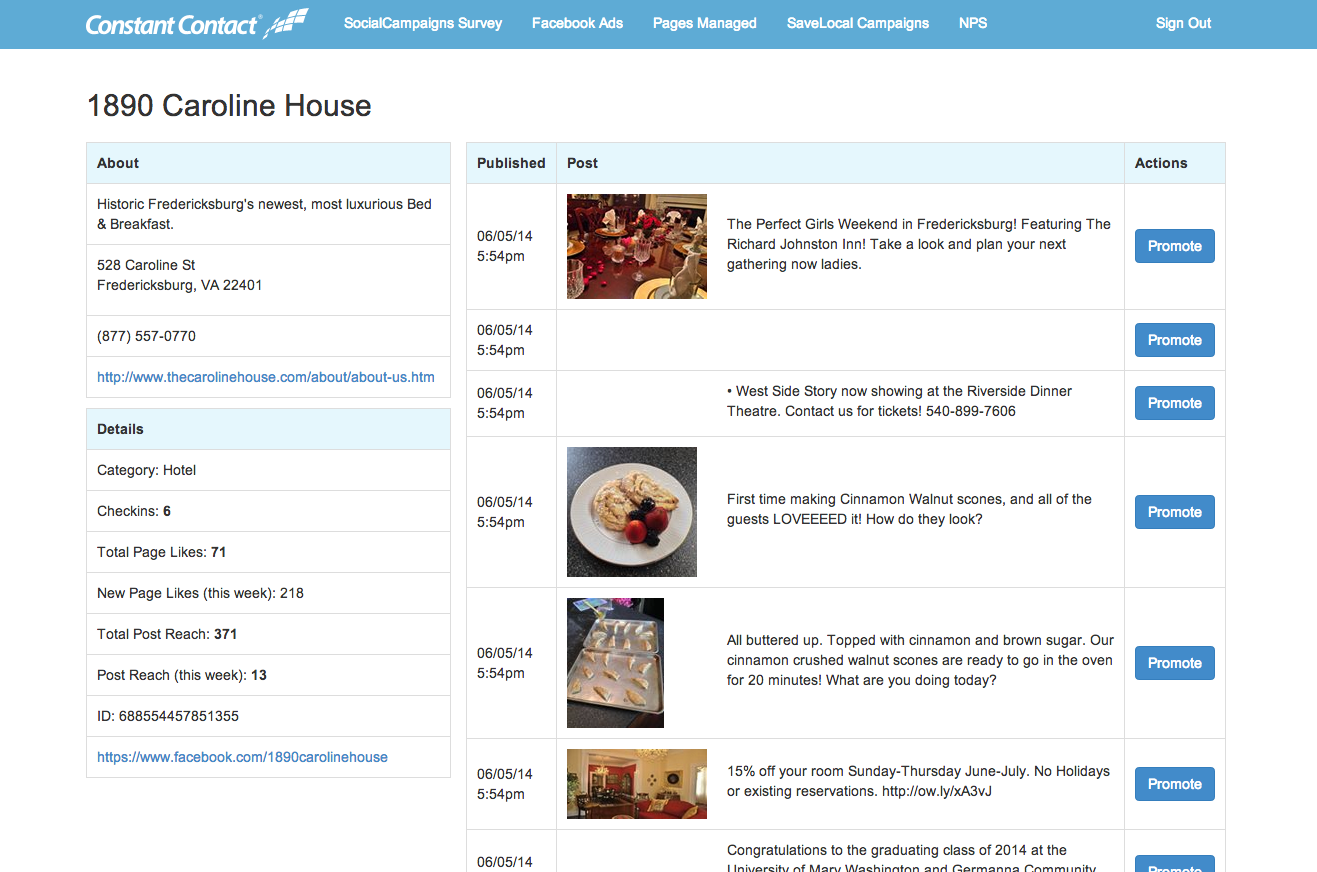 Constant Contact SocialCampaigns Survey Facebook Ads Pages Managed SaveLocal Campaigns NPS Sign Out
1890 Caroline House
About
Historic Fredericksburg's newest, most luxurious Bed
& Breakfast.
528 Caroline St
Fredericksburg, VA 22401
(877) 557-0770
http://www.thecarolinehouse.com/about/about-us.htm
Details
Category: Hotel
Checkins: 6
Total Page Likes: 71
New Page Likes (this week): 218
Total Post Reach: 371
Post Reach (this week): 13
ID: 688554457851355
https://www.facebook.com/1890carolinehouse
Published Post Actions
06/05/14
5:54pm
The Perfect Girls Weekend in Fredericksburg! Featuring The
Richard Johnston Inn! Take a look and plan your next
gathering now ladies.
Promote
06/05/14
5:54pm
Promote
06/05/14
5:54pm
• West Side Story now showing at the Riverside Dinner
Theatre. Contact us for tickets! 540-899-7606
Promote
06/05/14
5:54pm
First time making Cinnamon Walnut scones, and all of the
guests LOVEEEED it! How do they look?
Promote
06/05/14
5:54pm
All buttered up. Topped with cinnamon and brown sugar. Our
cinnamon crushed walnut scones are ready to go in the oven
for 20 minutes! What are you doing today?
Promote
06/05/14
5:54pm
15% off your room Sunday-Thursday June-July. No Holidays
or existing reservations. http://ow.ly/xA3vJ
Promote
06/05/14
Congratulations to the graduating class of 2014 at the
University of Mary Washington and Germanna Community
Promote